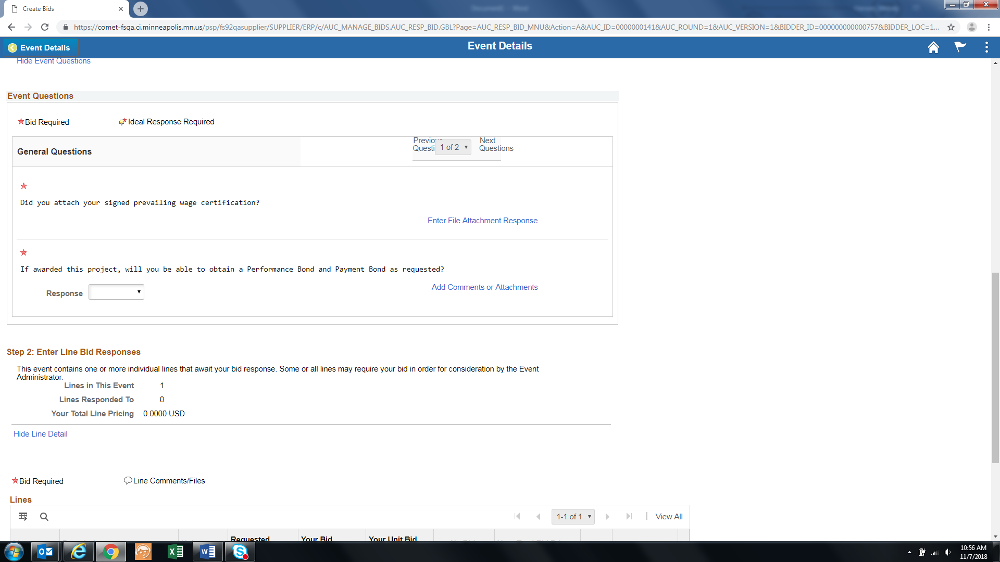 Create Bids
https://comet-fsqa.ci.minneapolis.mn.us/psp/fs92qasupplier/SUPPLIER/ERP/c/AUC_MANAGE_BIDS.AUC_RESP_BID.GBL?Page=AUC_RESP_BID_MNU&Action=A&AUC_ID=0000000141&AUC_ROUND=1&AUC_VERSION=1&BIDDER_ID=000000000000757&BIDDER_LOC=1...
Event Details
Event Details
Hide Event Questions
Event Questions
Bid Required
Ideal Response Required
General Questions
1 of 2
Next
Questions
Did you attach your signed prevailing wage certification?
Enter File Attachment Response
If awarded this project, will you be able to obtain a Performance Bond and Payment Bond as requested?
Response
Add Comments or Attachments
Step 2: Enter Line Bid Responses
This event contains one or more individual lines that await your bid response. Some or all lines may require your bid in order for consideration by the Event
Administrator.
Lines in This Event 1
Lines Responded To 0
Your Total Line Pricing 0.0000 USD
Hide Line Detail
Bid Required
Line Comments/Files
Lines
1-1 of 1
View All
Requested
Your Bid
Your Unit Bid
10:56 AM
11/7/2018